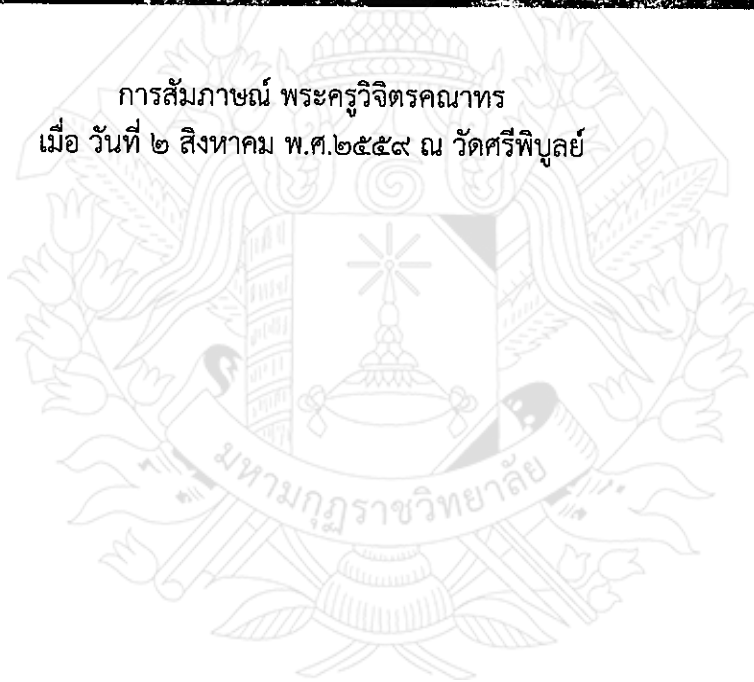 การสัมภาษณ์ พระครูวิจิตรคณาทร
เมื่อ วันที่ ๒ สิงหาคม พ.ศ.๒๕๕๙ ณ วัดศรีพิบูลย์
มหามกุฏราชวิทยาลัย